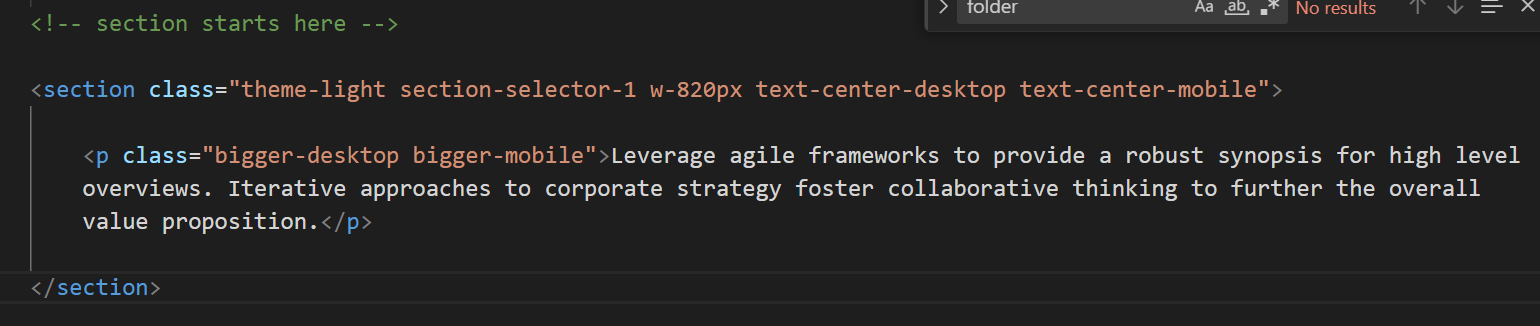 <!-- section starts here -->
folder Aa ab .* No results
<section class="theme-light section-selector-1 w-820px text-center-desktop text-center-mobile">
<p class="bigger-desktop bigger-mobile">Leverage agile frameworks to provide a robust synopsis for high level
overviews. Iterative approaches to corporate strategy foster collaborative thinking to further the overall
value proposition.</p>
</section>